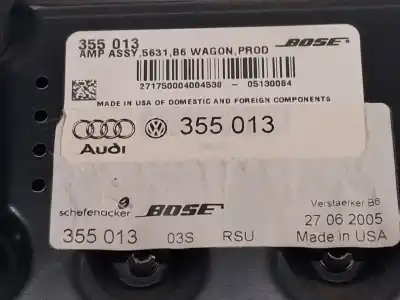 355 013
AMP ASSY,5631,B6 WAGON,PROD
BOSE
271750004004538 - 05130084
MADE IN USA OF DOMESTIC AND FOREIGN COMPONENTS
Audi
355 013
schefenacker
BOSE
Verstaerker B6
27 06 2005
355 013 03S RSU Made in USA